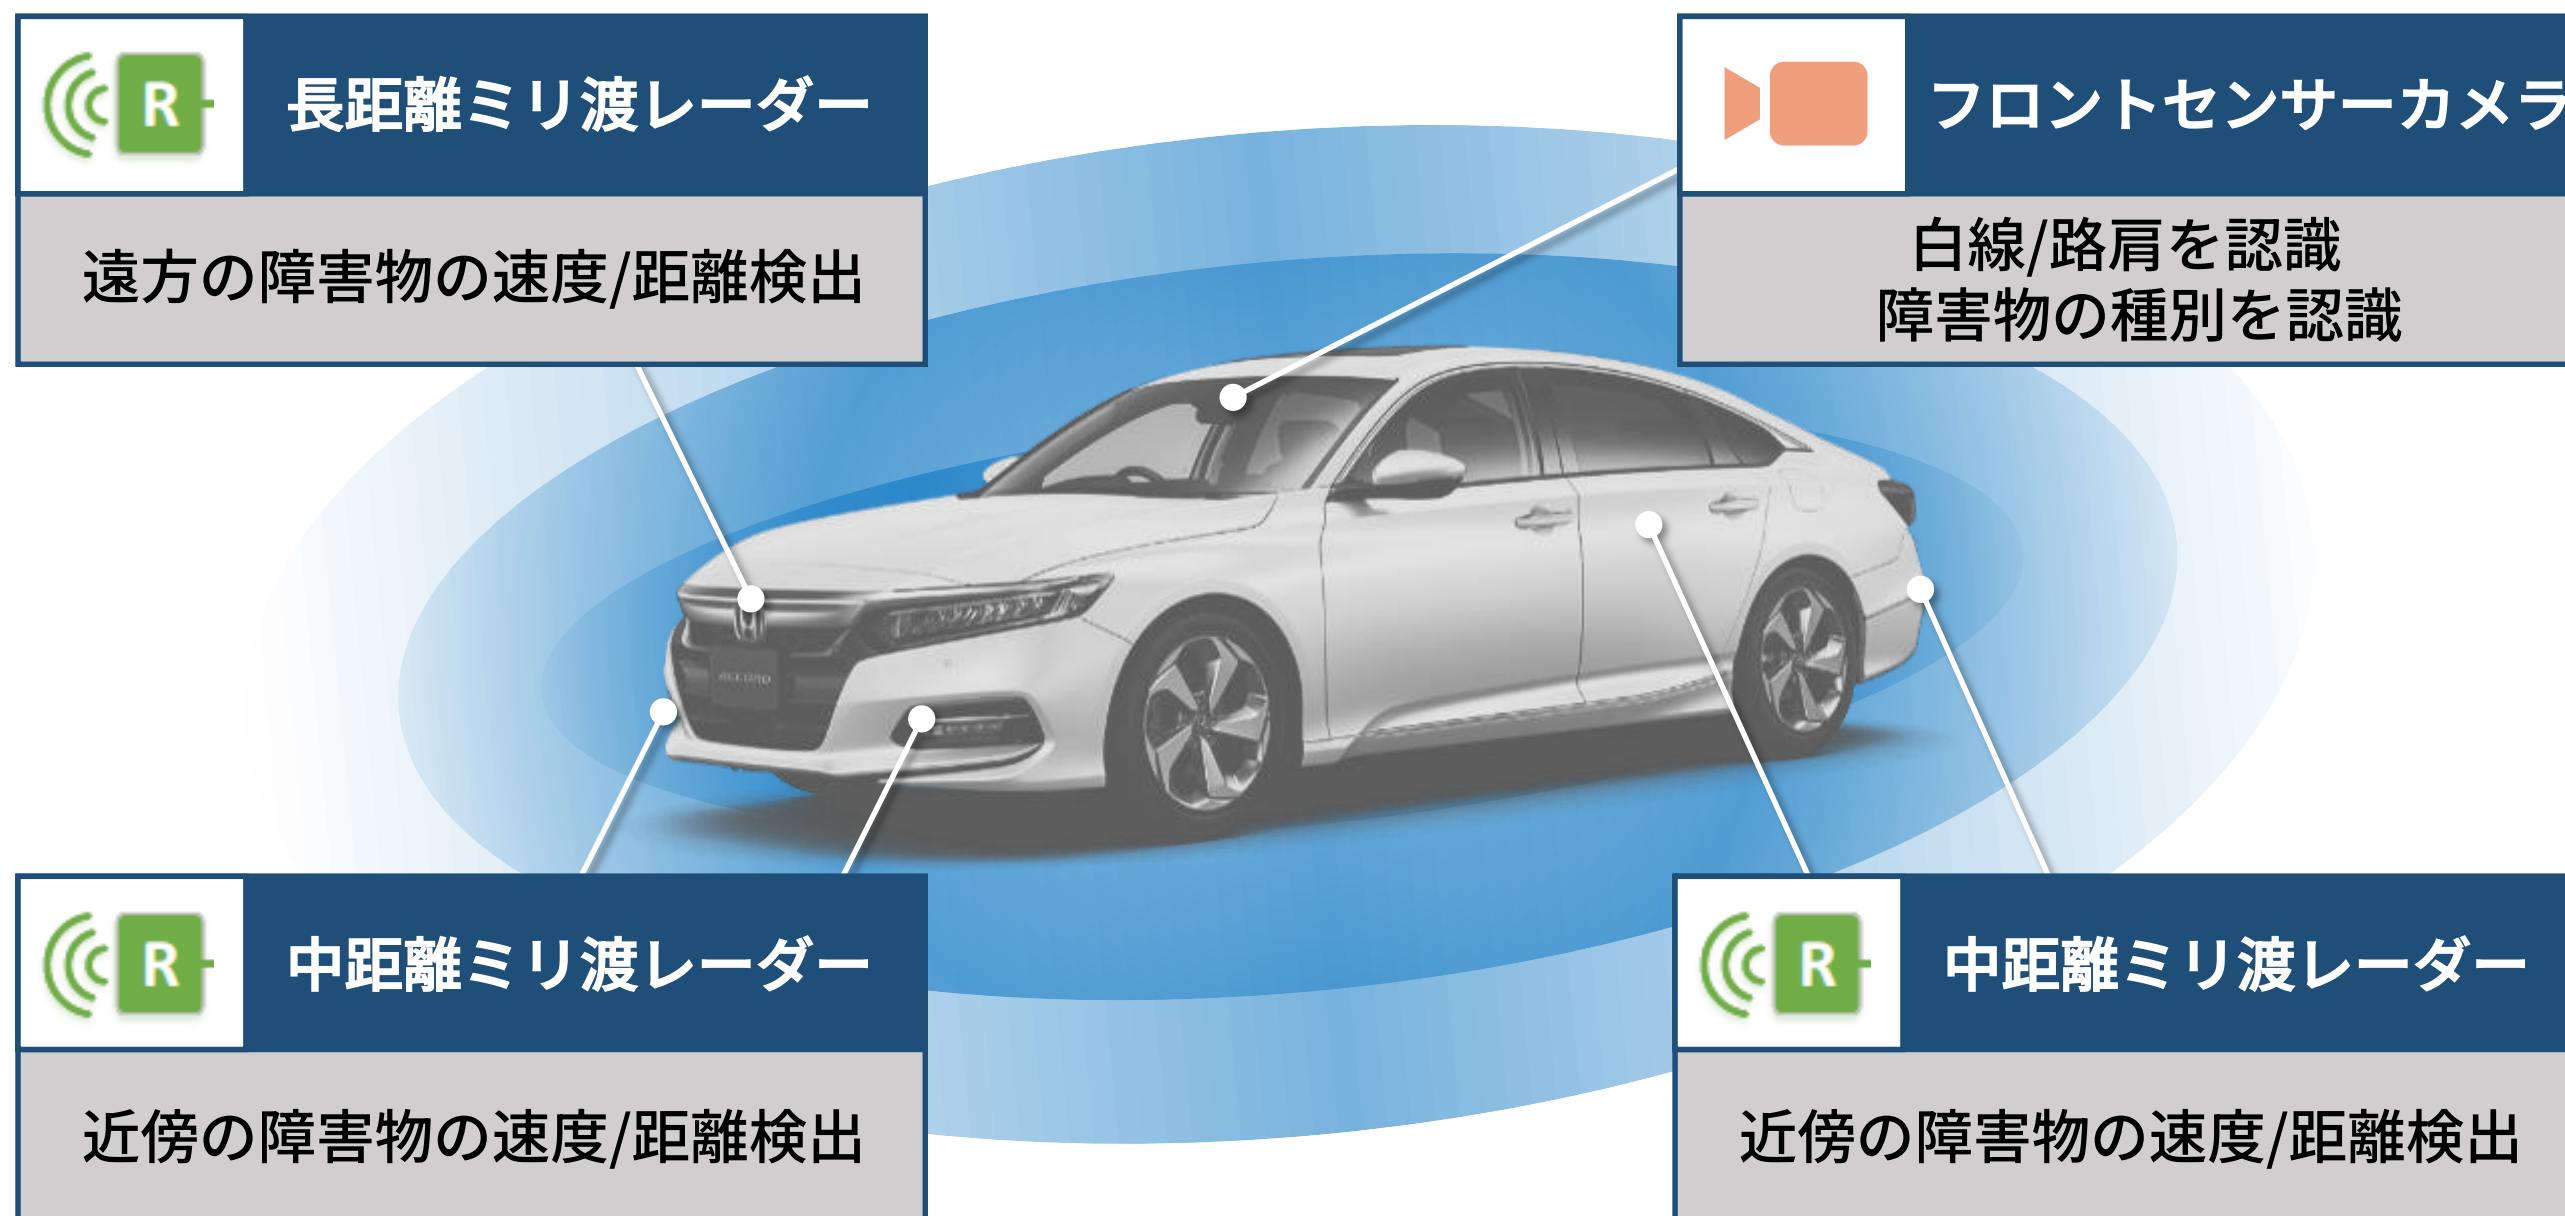 R
長距離ミリ渡レーダー
遠方の障害物の速度/距離検出
フロントセンサーカメラ
白線/路肩を認識
障害物の種別を認識
ACCORD
R
中距離ミリ渡レーダー
近傍の障害物の速度/距離検出
R
中距離ミリ渡レーダー
近傍の障害物の速度/距離検出